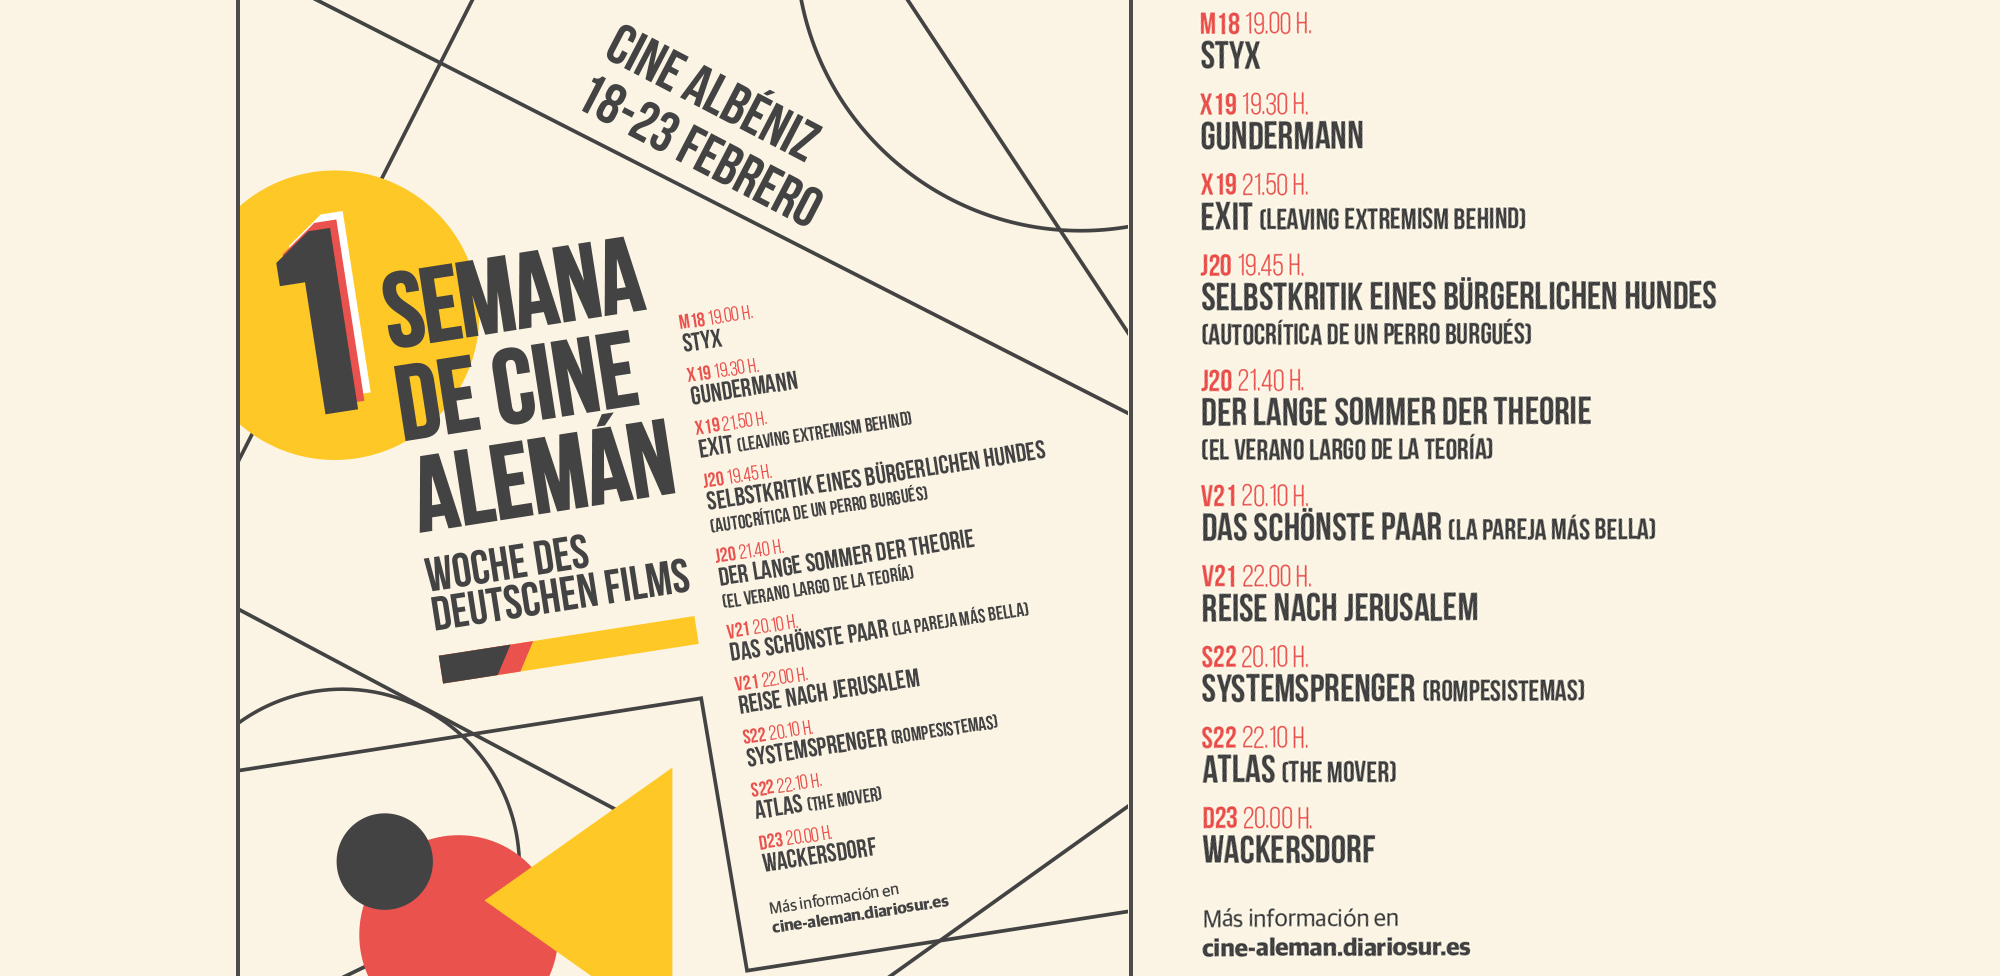 CINE ALBÉNIZ
18-23 FEBRERO
1
SEMANA
DE CINE
ALEMÁN
WOCHE DES
DEUTSCHEN FILMS
M18 19.00 H.
STYX
X19 19.30 H.
GUNDERMANN
X19 21.50 H.
EXIT (LEAVING EXTREMISM BEHIND)
J20 19.45 H.
SELBSTKRITIK EINES BÜRGERLICHEN HUNDES
(AUTOCRÍTICA DE UN PERRO BURGUÉS)
J20 21.40 H.
DER LANGE SOMMER DER THEORIE
(EL VERANO LARGO DE LA TEORÍA)
V21 20.10 H.
DAS SCHÖNSTE PAAR (LA PAREJA MÁS BELLA)
V21 22.00 H.
REISE NACH JERUSALEM
S22 20.10 H.
SYSTEMSPRENGER (ROMPESISTEMAS)
S22 22.10 H.
ATLAS (THE MOVER)
D23 20.00 H.
WACKERSDORF
Más información en
cine-aleman.diariosur.es
M18 19.00 H.
STYX
X19 19.30 H.
GUNDERMANN
X19 21.50 H.
EXIT (LEAVING EXTREMISM BEHIND)
J20 19.45 H.
SELBSTKRITIK EINES BÜRGERLICHEN HUNDES
(AUTOCRÍTICA DE UN PERRO BURGUÉS)
J20 21.40 H.
DER LANGE SOMMER DER THEORIE
(EL VERANO LARGO DE LA TEORÍA)
V21 20.10 H.
DAS SCHÖNSTE PAAR (LA PAREJA MÁS BELLA)
V21 22.00 H.
REISE NACH JERUSALEM
S22 20.10 H.
SYSTEMSPRENGER (ROMPESISTEMAS)
S22 22.10 H.
ATLAS (THE MOVER)
D23 20.00 H.
WACKERSDORF
Más información en
cine-aleman.diariosur.es